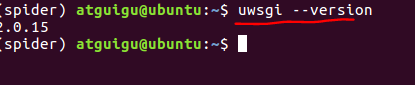 (spider) atguigu@ubuntu:~$ uwsgi --version
2.0.15
(spider) atguigu@ubuntu:~$